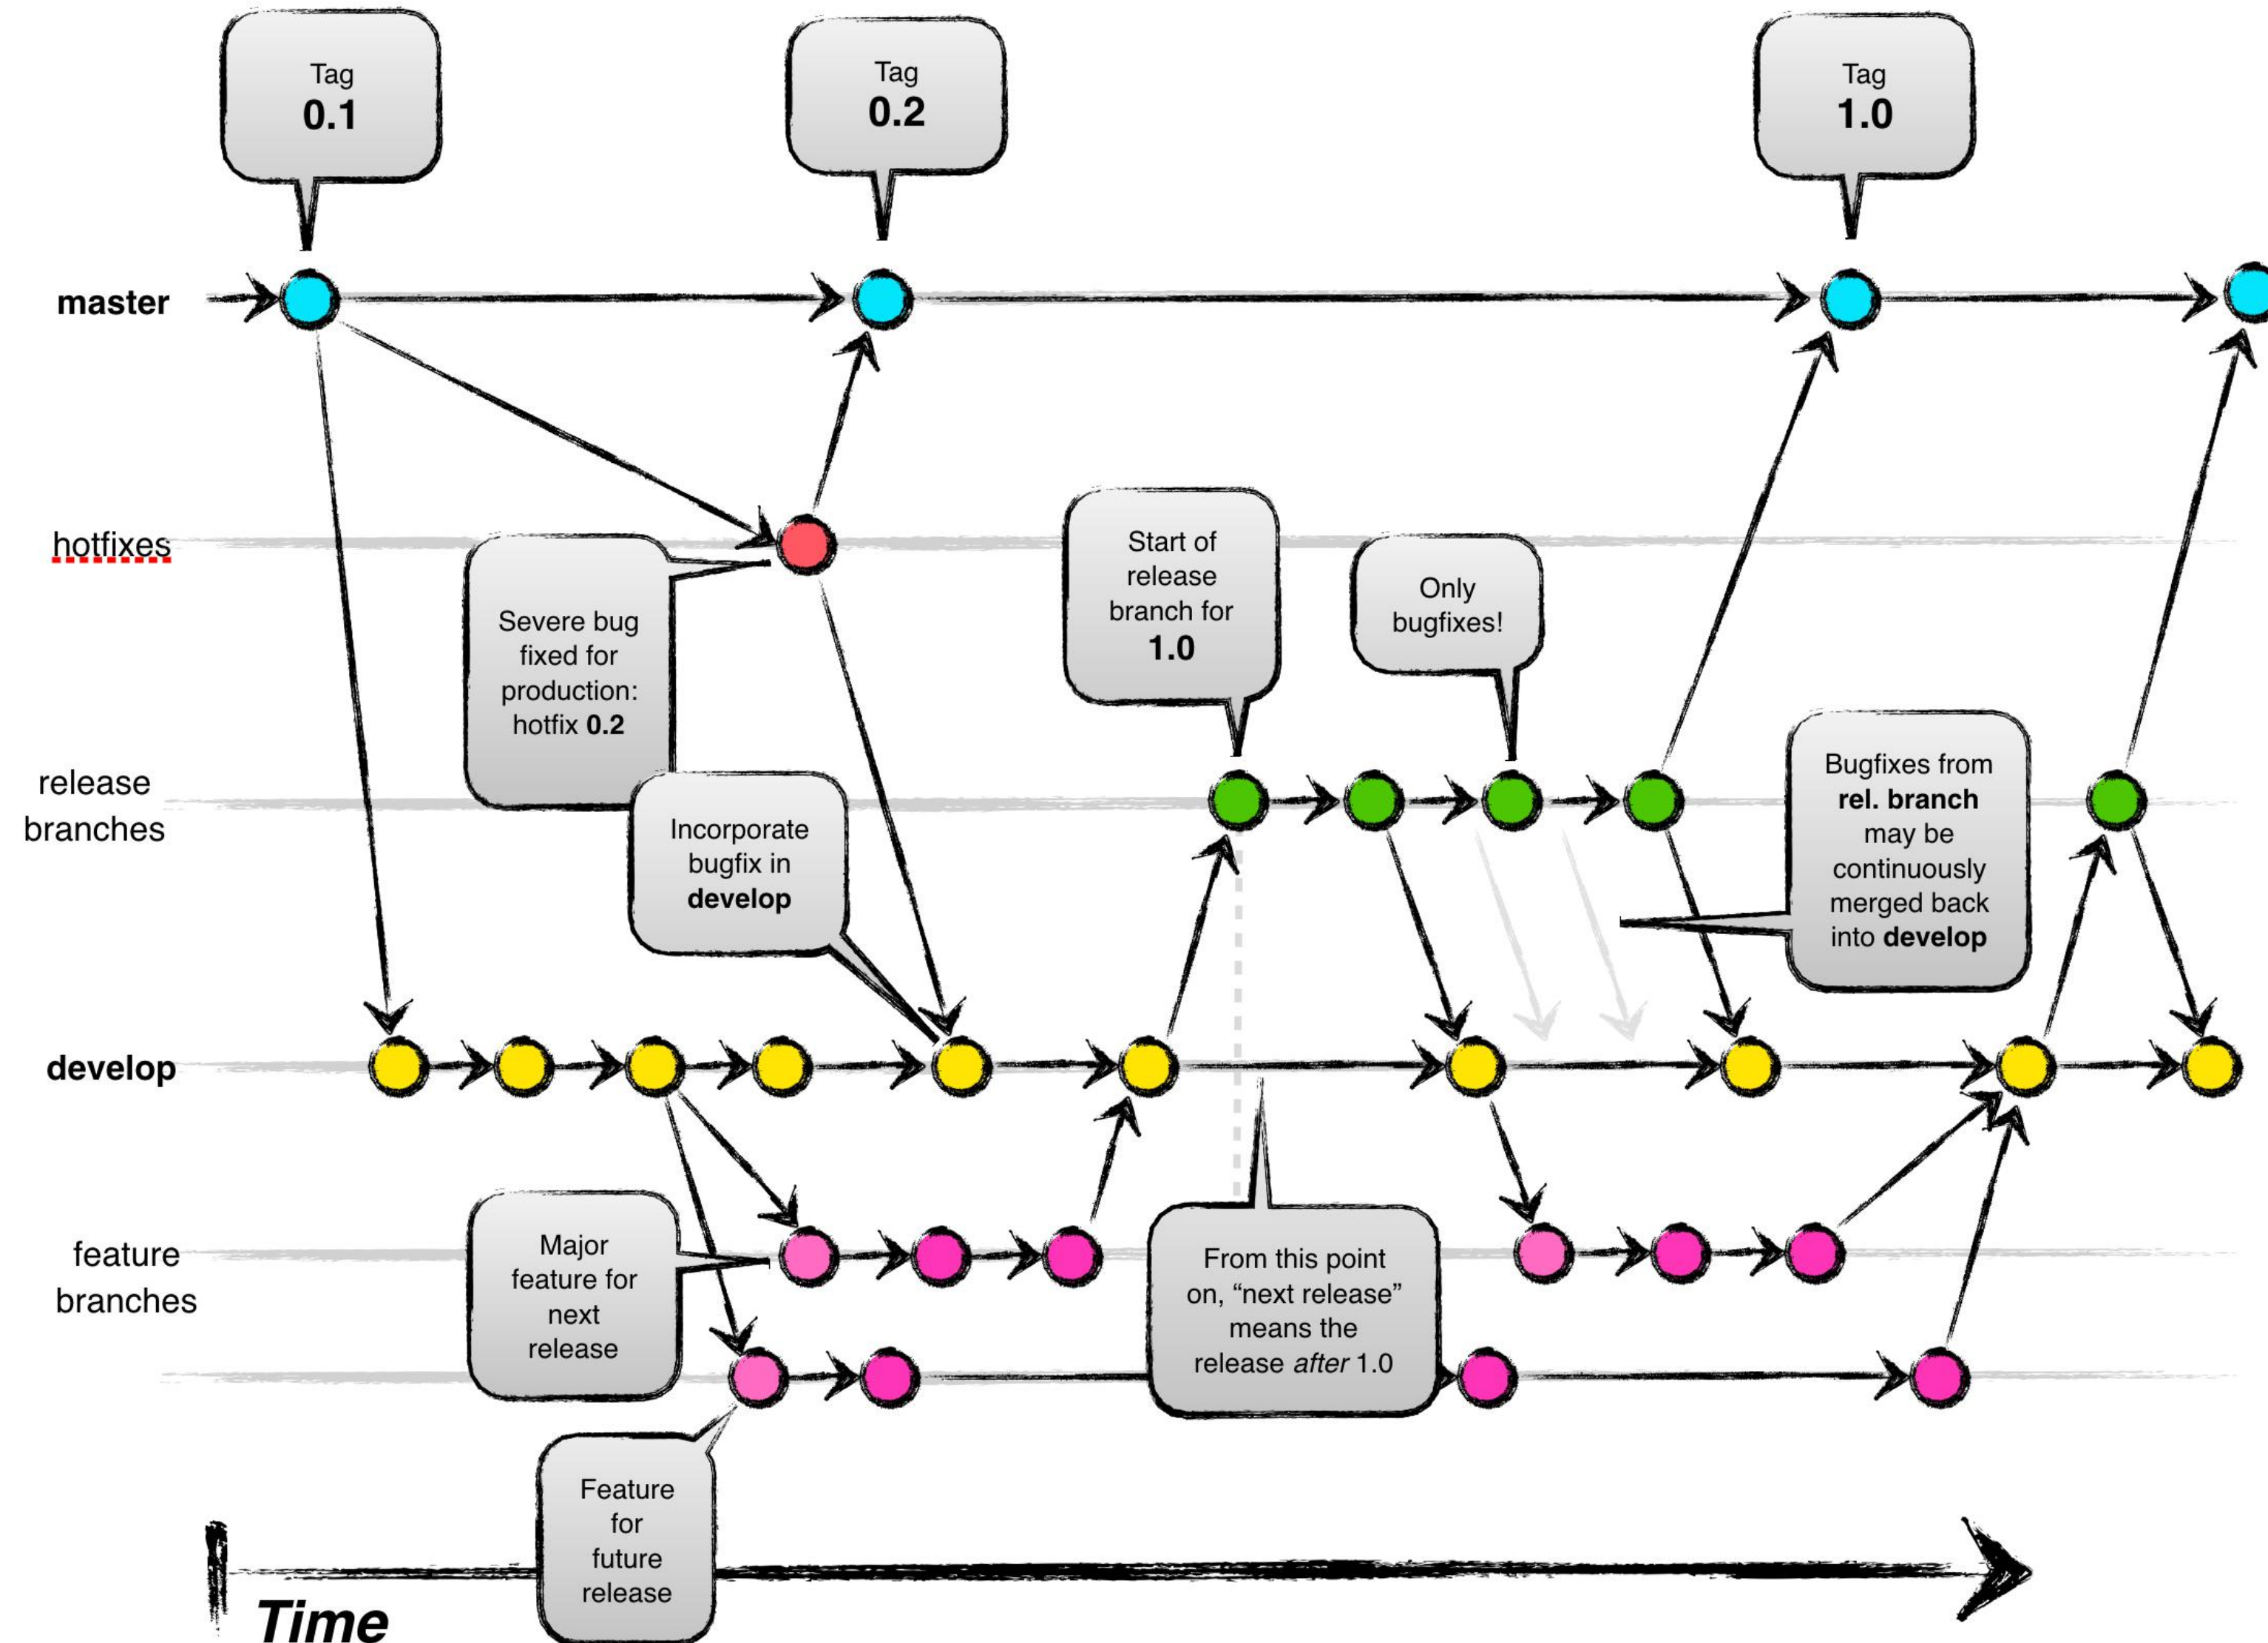 Tag
0.1
Tag
0.2
Tag
1.0
master
hotfixes
Severe bug
fixed for
production:
hotfix 0.2
Start of
release
branch for
1.0
Only
bugfixes!
release
branches
Incorporate
bugfix in
develop
Bugfixes from
rel. branch
may be
continuously
merged back
into develop
develop
feature
branches
Major
feature for
next
release
From this point
on, “next release”
means the
release after 1.0
Feature
for
future
release
Time